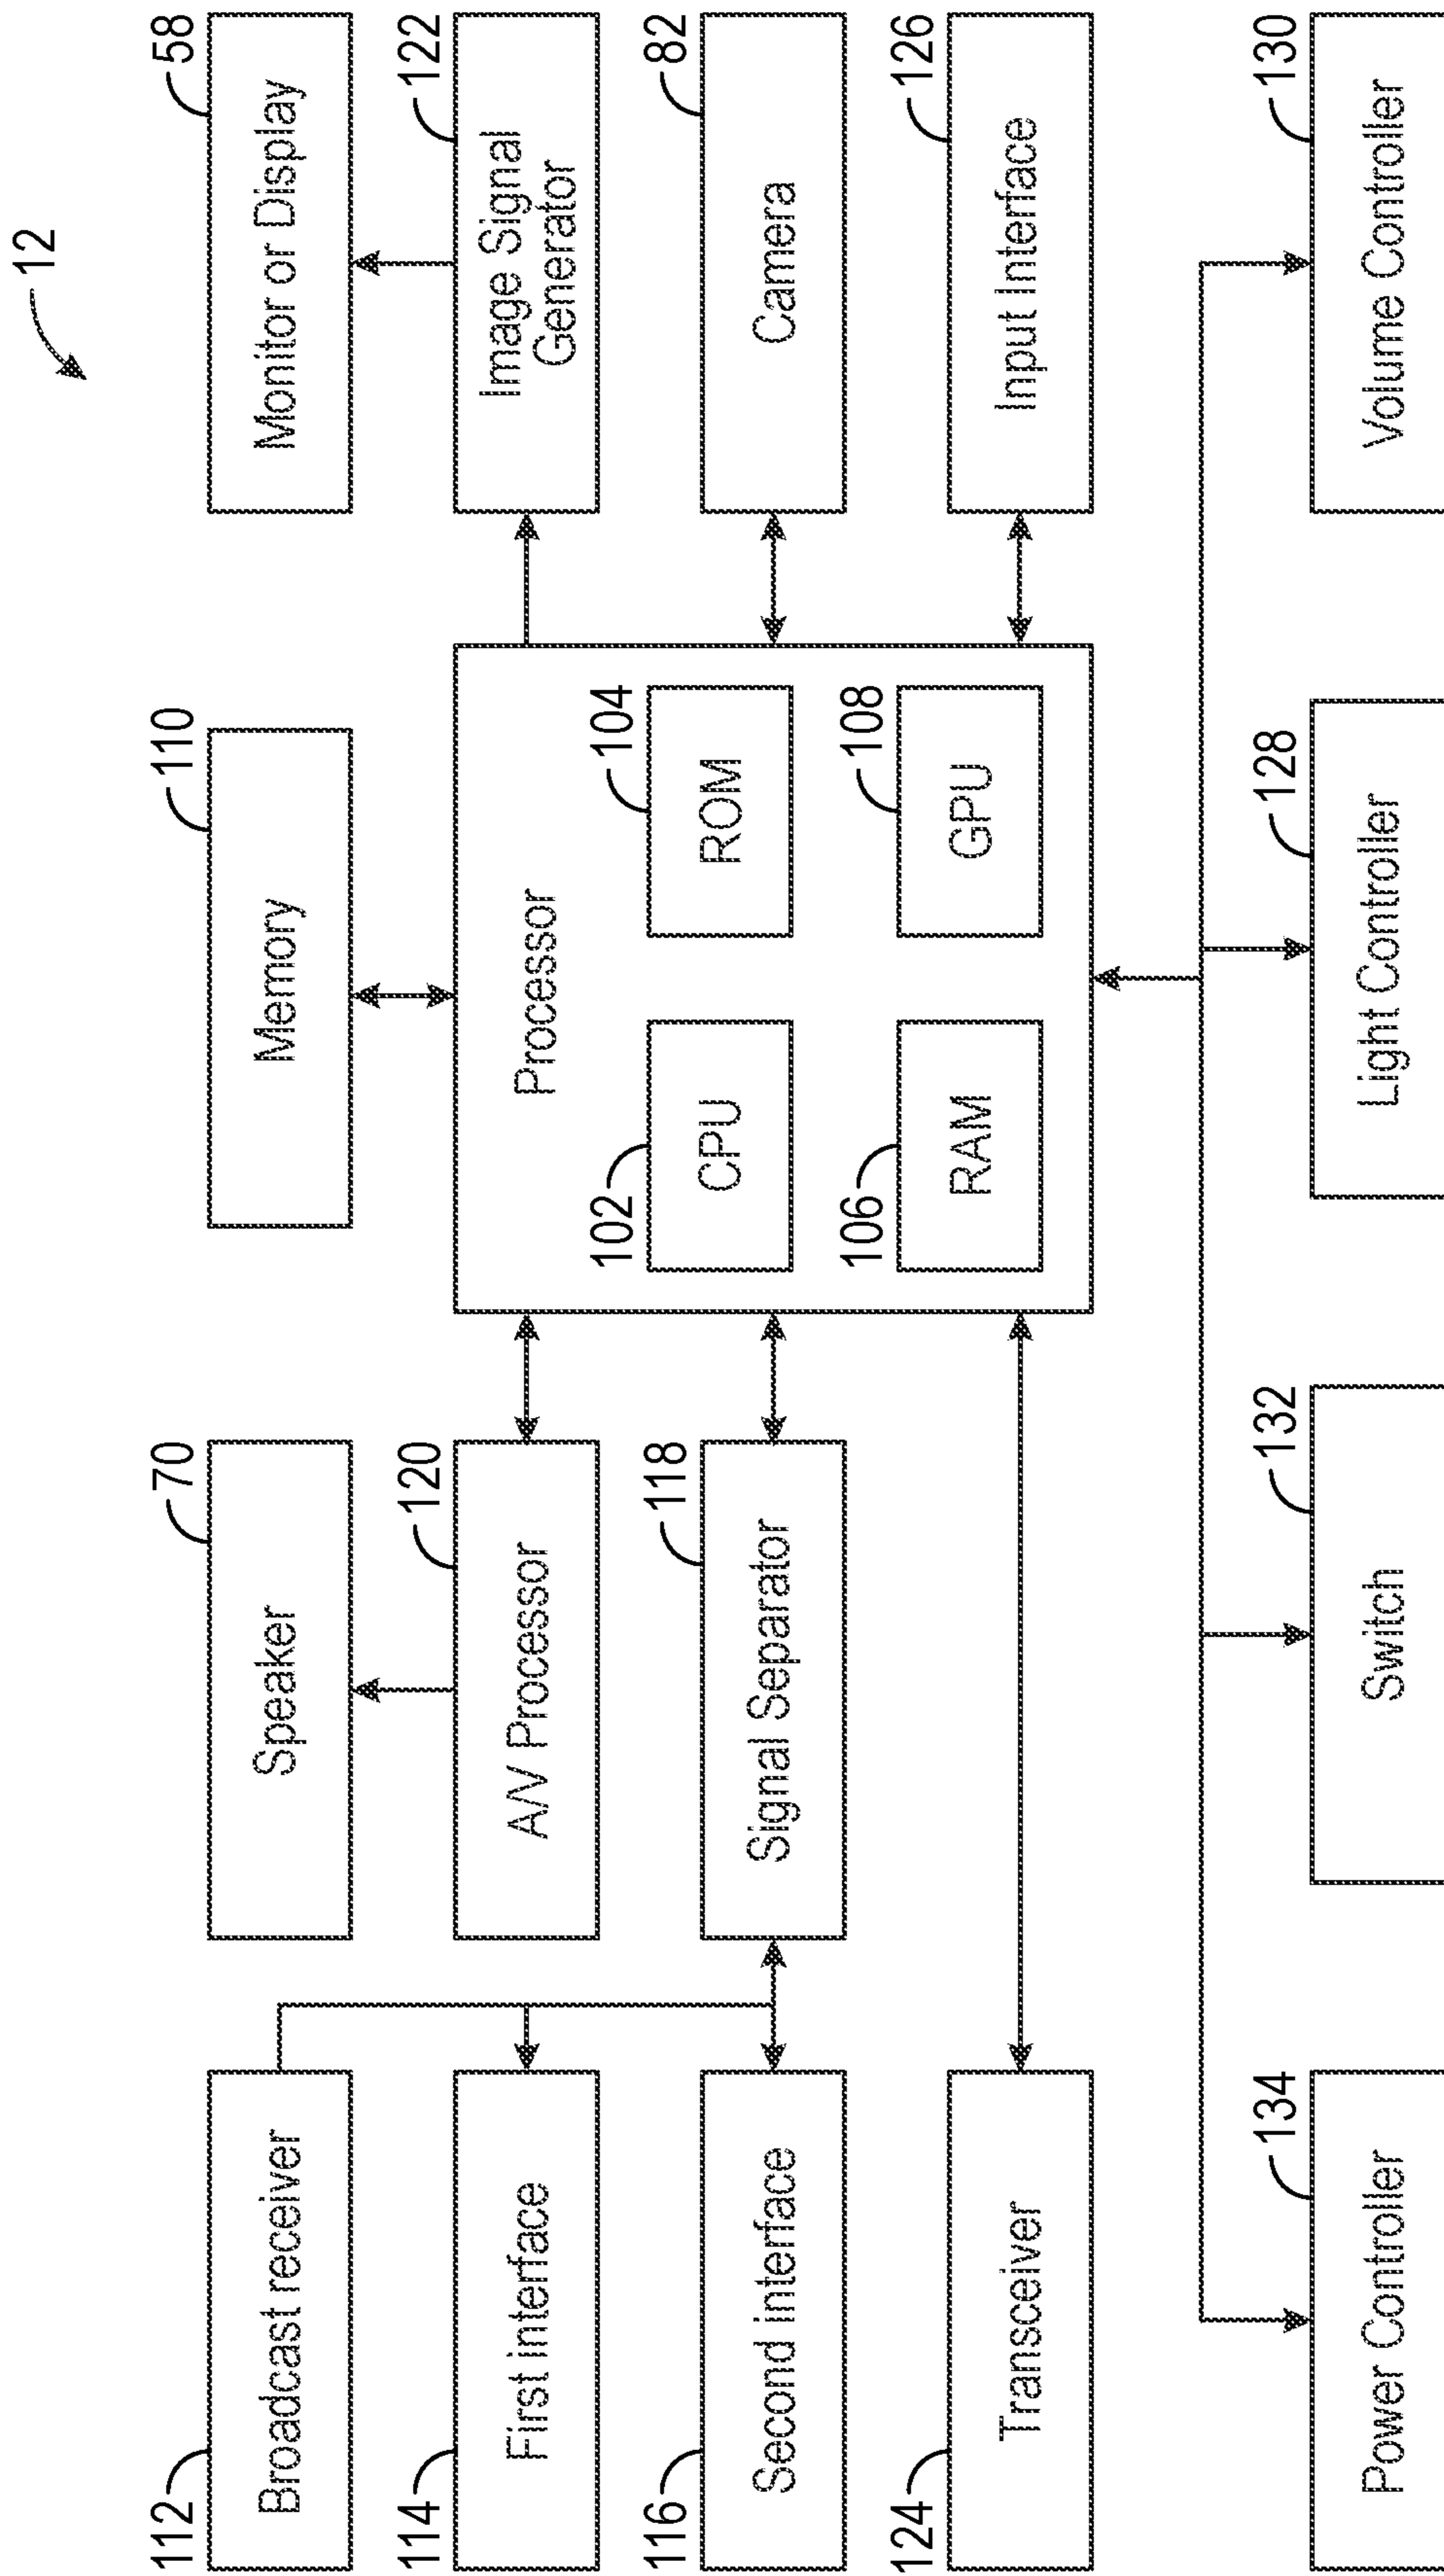 12
112
Broadcast receiver
70
Speaker
110
Memory
58
Monitor or Display
114
First interface
120
A/V Processor
Processor
122
Image Signal
Generator
116
Second interface
118
Signal Separator
102
CPU
104
ROM
82
Camera
124
Transceiver
106
RAM
108
GPU
126
Input Interface
134
Power Controller
132
Switch
128
Light Controller
130
Volume Controller